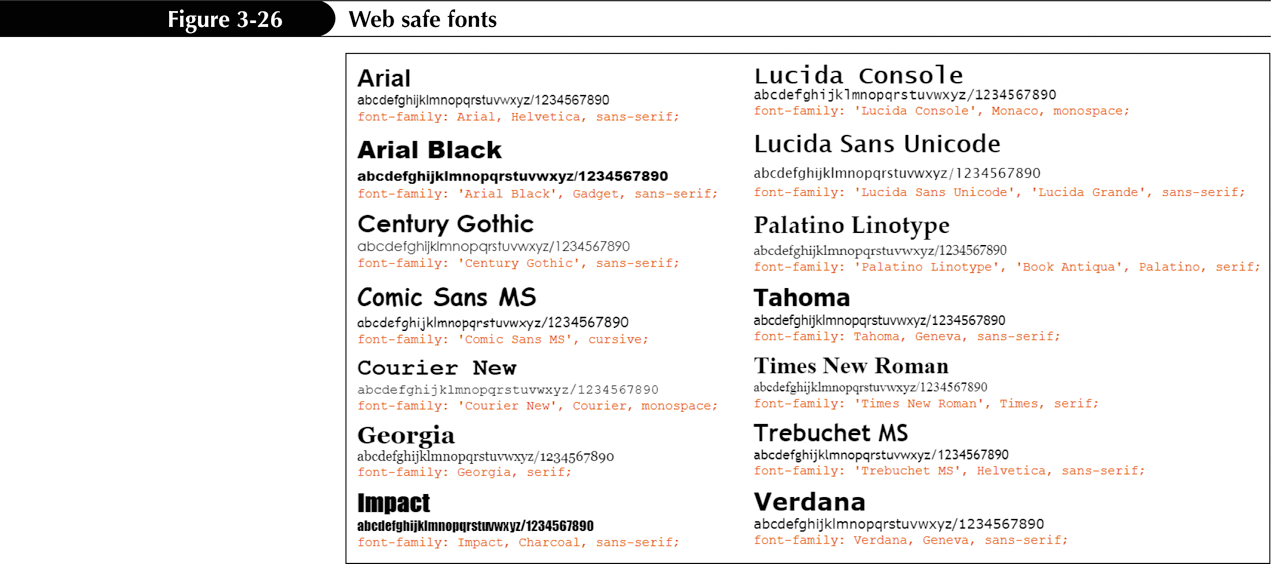 Figure 3-26 Web safe fonts
Arial
abcdefghijklmnopqrstuvwxyz/1234567890
font-family: Arial, Helvetica, sans-serif;
Arial Black
abcdefghijklmnopqrstuvwxyz/1234567890
font-family: 'Arial Black', Gadget, sans-serif;
Century Gothic
abcdefghijklmnopqrstuvwxyz/1234567890
font-family: 'Century Gothic', sans-serif;
Comic Sans MS
abcdefghijklmnopqrstuvwxyz/1234567890
font-family: 'Comic Sans MS', cursive;
Courier New
abcdefghijklmnopqrstuvwxyz/1234567890
font-family: 'Courier New', Courier, monospace;
Georgia
abcdefghijklmnopqrstuvwxyz/1234567890
font-family: Georgia, serif;
Impact
abcdefghijklmnopqrstuvwxyz/1234567890
font-family: Impact, Charcoal, sans-serif;
Lucida Console
abcdefghijklmnopqrstuvwxyz/1234567890
font-family: 'Lucida Console', Monaco, monospace;
Lucida Sans Unicode
abcdefghijklmnopqrstuvwxyz/1234567890
font-family: 'Lucida Sans Unicode', 'Lucida Grande', sans-serif;
Palatino Linotype
abcdefghijklmnopqrstuvwxyz/1234567890
font-family: 'Palatino Linotype', 'Book Antiqua', Palatino, serif;
Tahoma
abcdefghijklmnopqrstuvwxyz/1234567890
font-family: Tahoma, Geneva, sans-serif;
Times New Roman
abcdefghijklmnopqrstuvwxyz/1234567890
font-family: 'Times New Roman', Times, serif;
Trebuchet MS
abcdefghijklmnopqrstuvwxyz/1234567890
font-family: 'Trebuchet MS', Helvetica, sans-serif;
Verdana
abcdefghijklmnopqrstuvwxyz/1234567890
font-family: Verdana, Geneva, sans-serif;